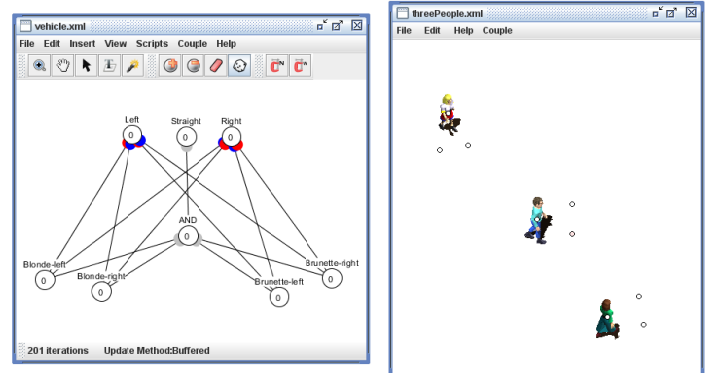 vehicle.xml
File Edit Insert View Scripts Couple Help
Left Straight Right
0 0 0
AND
0
Blonde-left Brunette-right
0 0
Blonde-right Brunette-left
0 0
201 iterations Update Method:Buffered
threePeople.xml
File Edit Help Couple